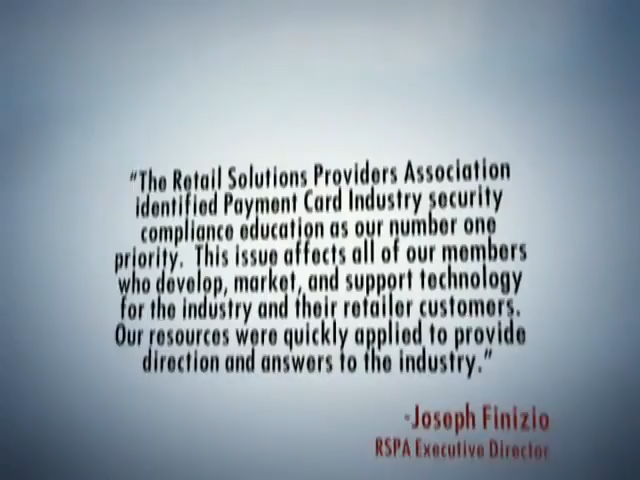 "The Retail Solutions Providers Association
identified Payment Card Industry security
compliance education as our number one
priority. This issue affects all of our members
who develop, market, and support technology
for the industry and their retailer customers.
Our resources were quickly applied to provide
direction and answers to the industry."
-Joseph Finizio
RSPA Executive Director